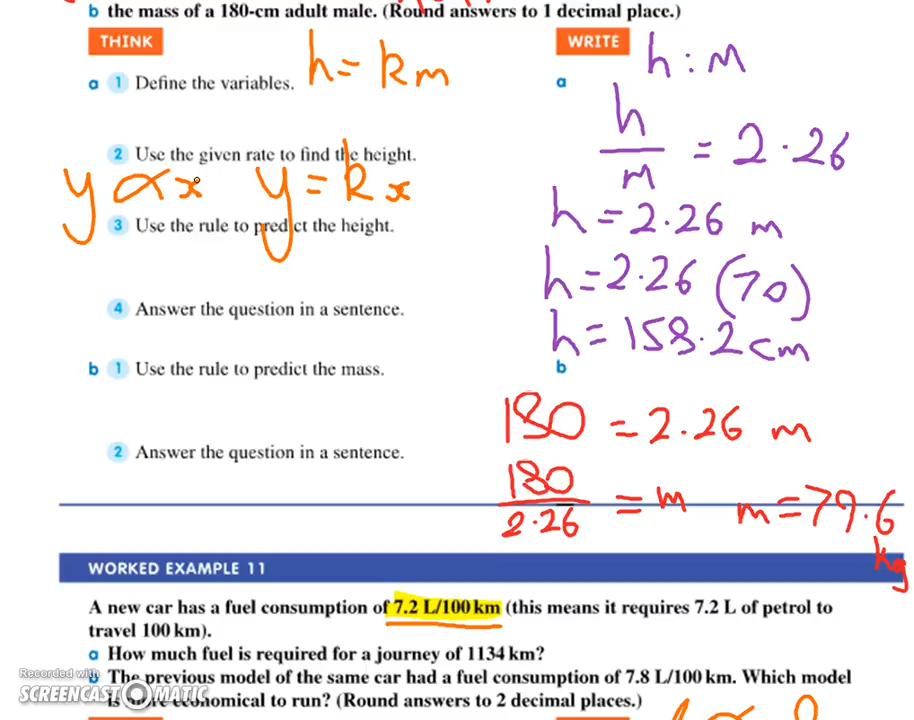 b the mass of a 180-cm adult male. (Round answers to 1 decimal place.)
THINK
WRITE
h = km
h : m
a 1 Define the variables.
a
h/m = 2.26
2 Use the given rate to find the height.
y ∝ x y = kx
h = 2.26 m
3 Use the rule to predict the height.
h = 2.26 (70)
4 Answer the question in a sentence.
h = 158.2 cm
b 1 Use the rule to predict the mass.
b
180 = 2.26 m
2 Answer the question in a sentence.
180/2.26 = m m = 79.6 kg
WORKED EXAMPLE 11
A new car has a fuel consumption of 7.2 L/100 km (this means it requires 7.2 L of petrol to
travel 100 km).
a How much fuel is required for a journey of 1134 km?
b The previous model of the same car had a fuel consumption of 7.8 L/100 km. Which model
is more economical to run? (Round answers to 2 decimal places.)
Recorded with
SCREENCAST MATIC